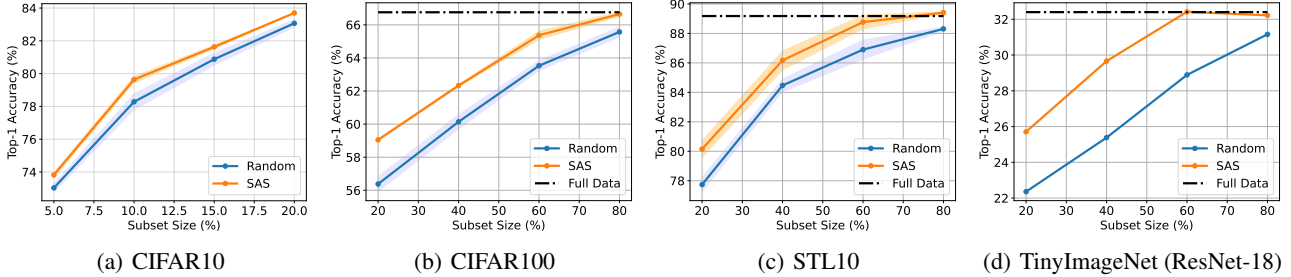 84
82
80
78
76
74
5.0 7.5 10.0 12.5 15.0 17.5 20.0
Top-1 Accuracy (%)
Subset Size (%)
Random
SAS
(a) CIFAR10
66
64
62
60
58
56
20 30 40 50 60 70 80
Top-1 Accuracy (%)
Subset Size (%)
Random
SAS
Full Data
(b) CIFAR100
90
88
86
84
82
80
78
20 30 40 50 60 70 80
Top-1 Accuracy (%)
Subset Size (%)
Random
SAS
Full Data
(c) STL10
32
30
28
26
24
22
20 30 40 50 60 70 80
Top-1 Accuracy (%)
Subset Size (%)
Random
SAS
Full Data
(d) TinyImageNet (ResNet-18)